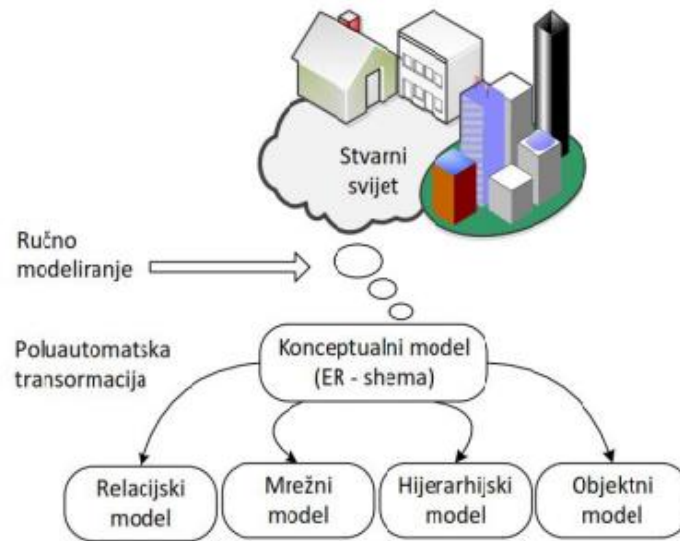 Stvarni
svijet
Ručno
modeliranje
Poluautomatska
transormacija
Konceptualni model
(ER - shema)
Relacijski
model
Mrežni
model
Hijerarhijski
model
Objektni
model